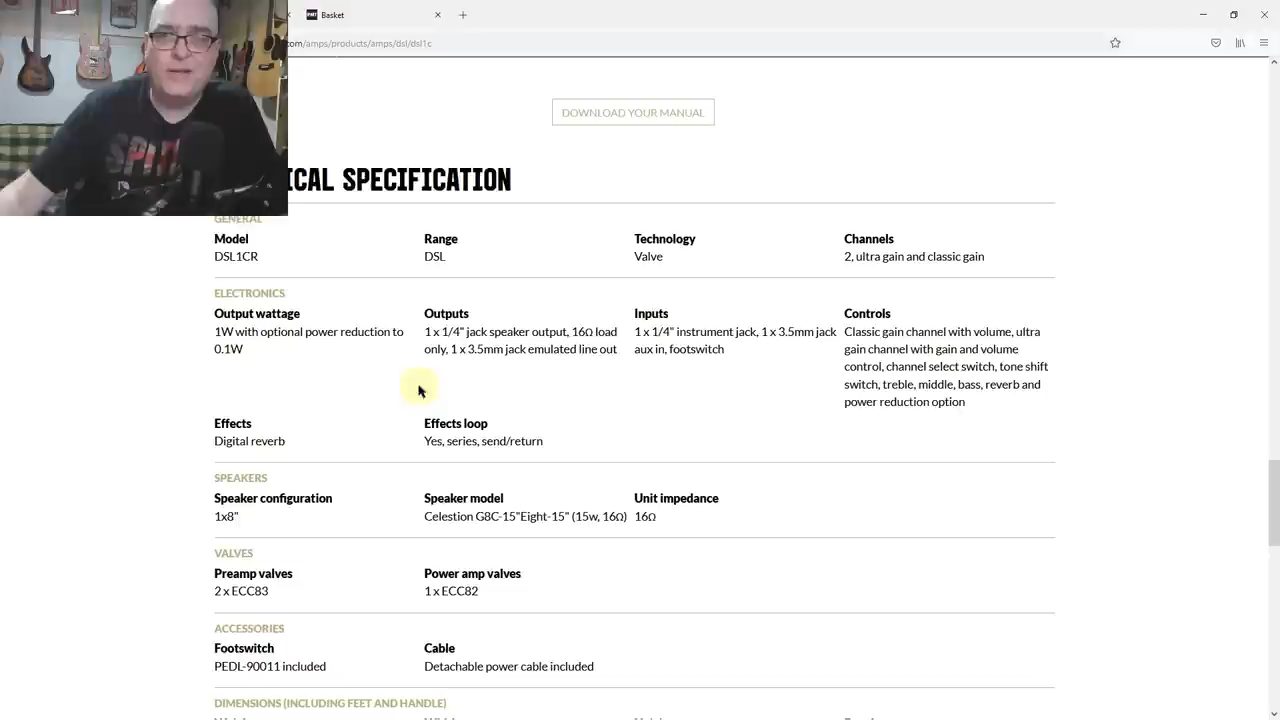 Basket
com/amps/products/amps/dsl/dsl1c
DOWNLOAD YOUR MANUAL
ICAL SPECIFICATION
GENERAL
Model
Range
Technology
Channels
DSL1CR
DSL
Valve
2, ultra gain and classic gain
ELECTRONICS
Output wattage
Outputs
Inputs
Controls
1W with optional power reduction to
0.1W
1 x 1/4" jack speaker output, 16Ω load
only, 1 x 3.5mm jack emulated line out
1 x 1/4" instrument jack, 1 x 3.5mm jack
aux in, footswitch
Classic gain channel with volume, ultra
gain channel with gain and volume
control, channel select switch, tone shift
switch, treble, middle, bass, reverb and
power reduction option
Effects
Effects loop
Digital reverb
Yes, series, send/return
SPEAKERS
Speaker configuration
Speaker model
Unit impedance
1x8"
Celestion G8C-15"Eight-15" (15w, 16Ω)
16Ω
VALVES
Preamp valves
Power amp valves
2 x ECC83
1 x ECC82
ACCESSORIES
Footswitch
Cable
PEDL-90011 included
Detachable power cable included
DIMENSIONS (INCLUDING FEET AND HANDLE)